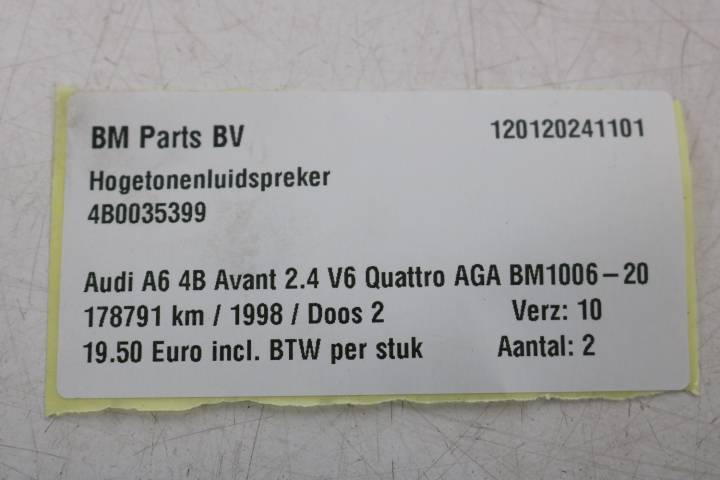 BM Parts BV 120120241101
Hogetonenluidspreker
4B0035399
Audi A6 4B Avant 2.4 V6 Quattro AGA BM1006-20
178791 km / 1998 / Doos 2 Verz: 10
19.50 Euro incl. BTW per stuk Aantal: 2